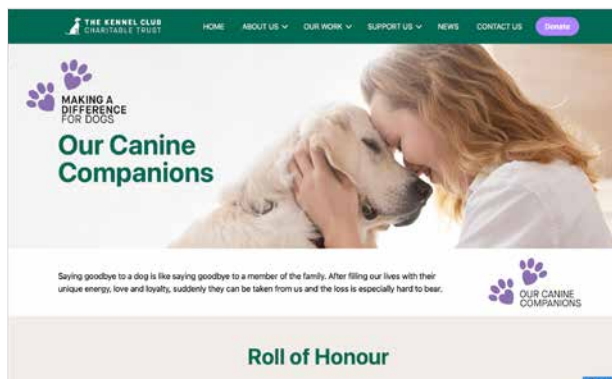 THE KENNEL CLUB
CHARITABLE TRUST
HOME
ABOUT US
OUR WORK
SUPPORT US
NEWS
CONTACT US
Donate
MAKING A
DIFFERENCE
FOR DOGS
Our Canine
Companions
Saying goodbye to a dog is like saying goodbye to a member of the family. After filling our lives with their
unique energy, love and loyalty, suddenly they can be taken from us and the loss is especially hard to bear.
OUR CANINE
COMPANIONS
Roll of Honour